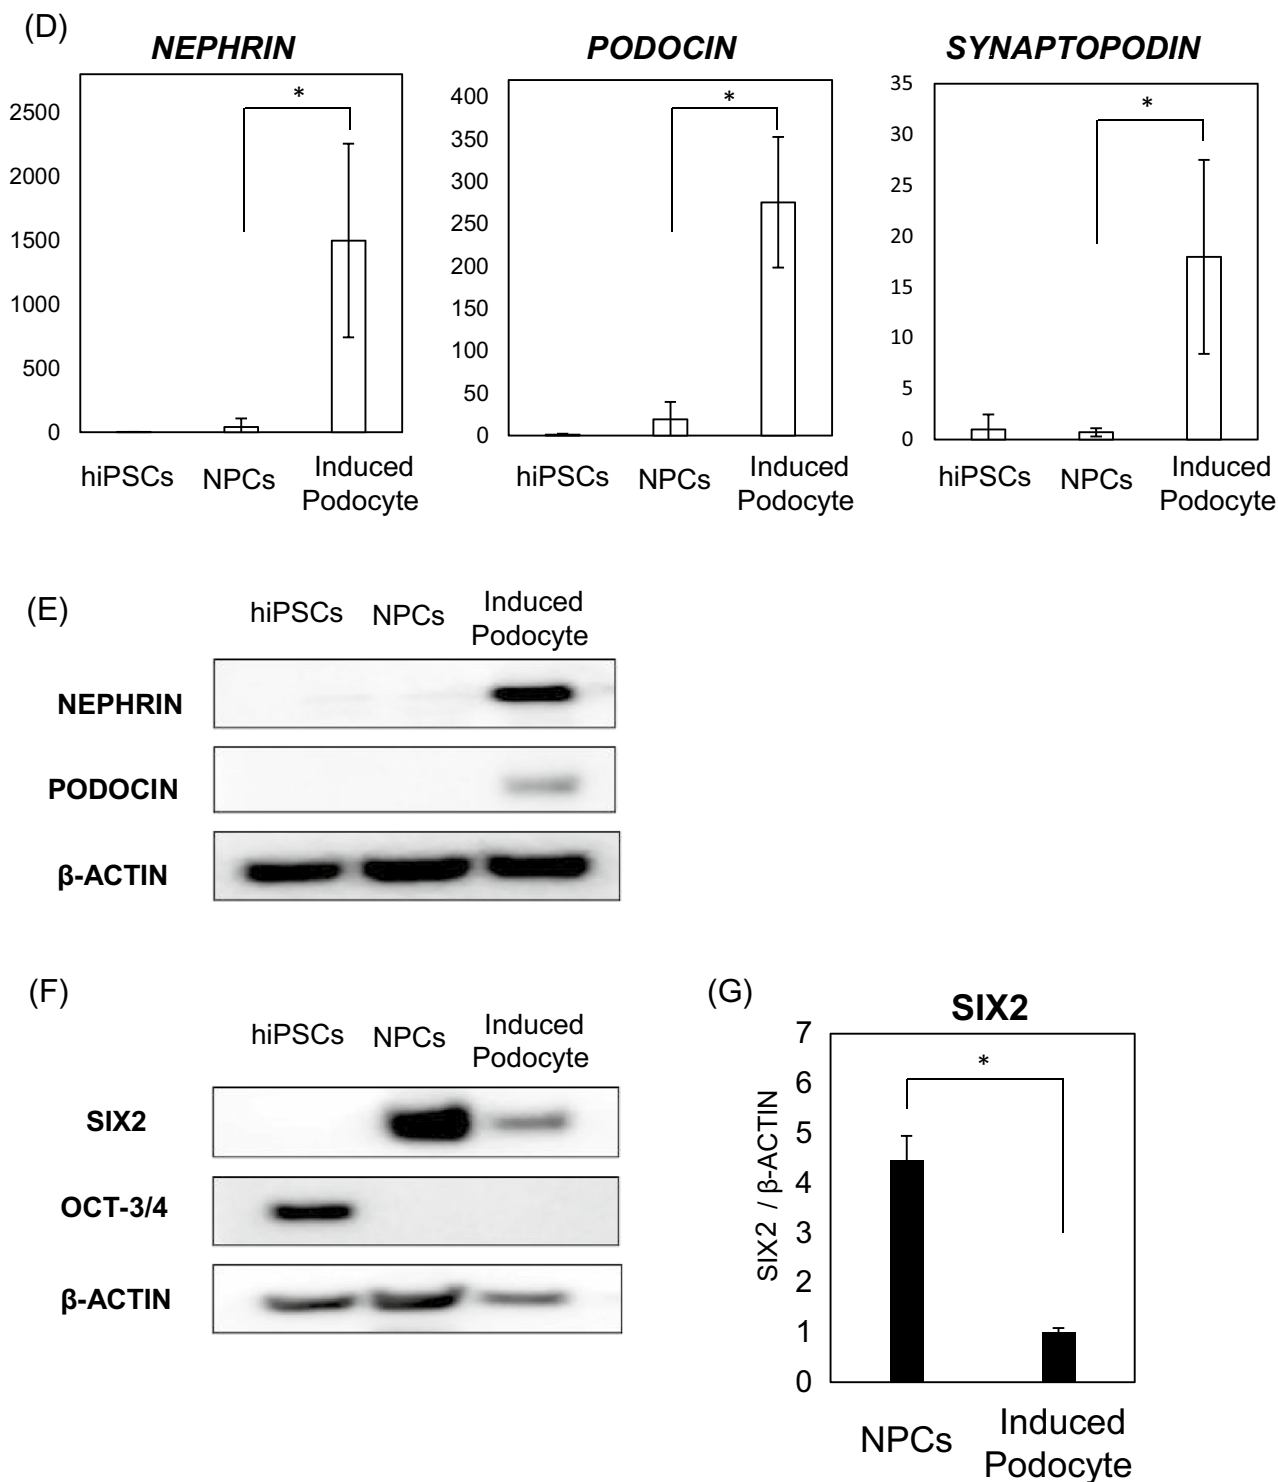 (D)
NEPHRIN
PODOCIN
SYNAPTOPODIN
2500
2000
1500
1000
500
0
*
hiPSCs
NPCs
Induced
Podocyte
400
350
300
250
200
150
100
50
0
*
hiPSCs
NPCs
Induced
Podocyte
35
30
25
20
15
10
5
0
*
hiPSCs
NPCs
Induced
Podocyte
(E)
hiPSCs
NPCs
Induced
Podocyte
NEPHRIN
PODOCIN
β-ACTIN
(F)
hiPSCs
NPCs
Induced
Podocyte
SIX2
OCT-3/4
β-ACTIN
(G)
SIX2
SIX2 / β-ACTIN
7
6
5
4
3
2
1
0
*
NPCs
Induced
Podocyte